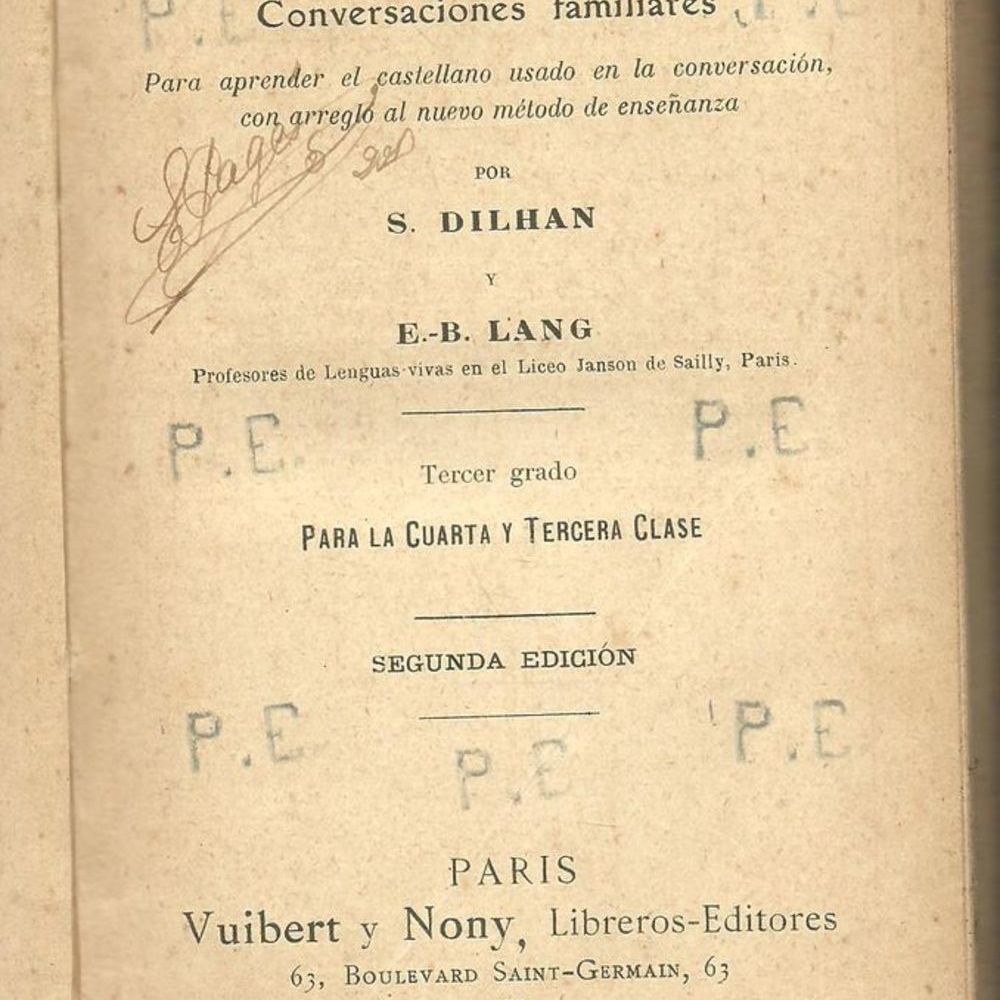 Conversaciones familiares
Para aprender el castellano usado en la conversación,
con arreglo al nuevo método de enseñanza
POR
S. DILHAN
Y
E.-B. LANG
Profesores de Lenguas vivas en el Liceo Janson de Sailly, Paris.
P.E.
P.E
Tercer grado
PARA LA CUARTA Y TERCERA CLASE
SEGUNDA EDICIÓN
P.E
P.E
P.E
PARIS
Vuibert y Nony, Libreros-Editores
63, BOULEVARD SAINT-GERMAIN, 63